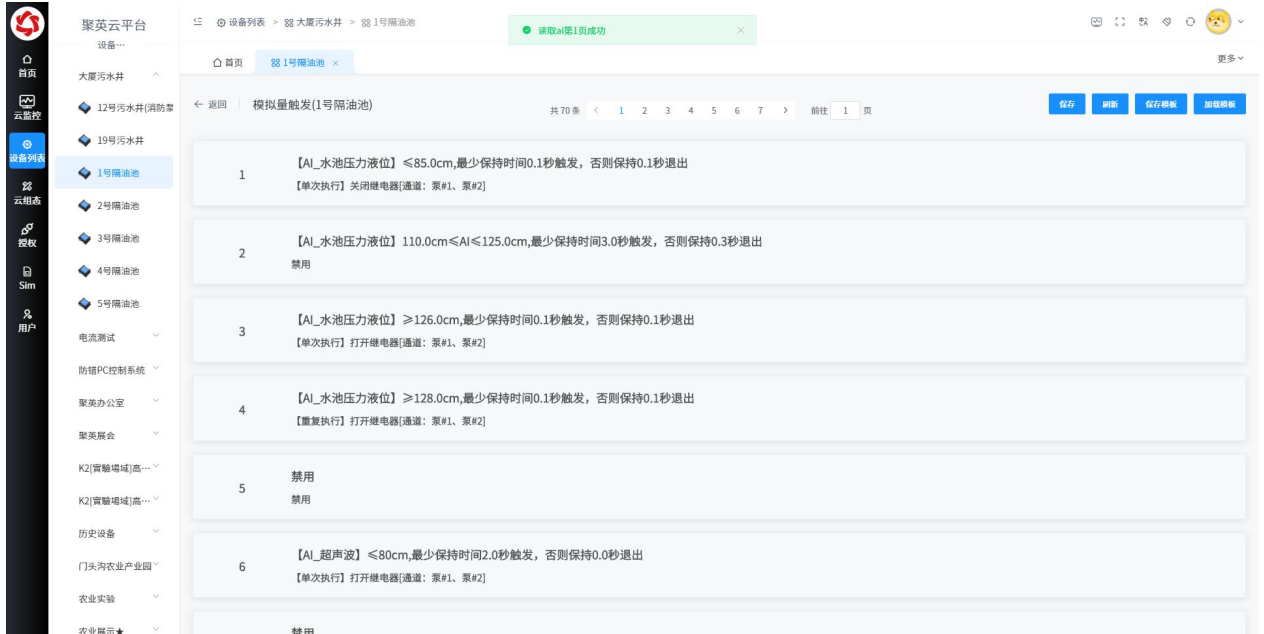 聚英云平台
设备列表 > 大厦污水井 > 1号隔油池
读取ai第1页成功
设备…
首页
云监控
设备列表
云组态
授权
Sim
用户
大厦污水井
12号污水井(消防泵
19号污水井
1号隔油池
2号隔油池
3号隔油池
4号隔油池
5号隔油池
电流测试
防错PC控制系统
聚英办公室
聚英展会
K2[實驗場域]高…
K2[實驗場域]高…
历史设备
门头沟农业产业园
农业实验
农业展示★
首页 1号隔油池 ×
更多
← 返回 模拟量触发(1号隔油池)
共 70 条 < 1 2 3 4 5 6 7 > 前往 1 页
保存 刷新 保存模板 加载模板
1
【AI_水池压力液位】≤85.0cm,最少保持时间0.1秒触发，否则保持0.1秒退出
【单次执行】关闭继电器[通道：泵#1、泵#2]
2
【AI_水池压力液位】110.0cm≤AI≤125.0cm,最少保持时间3.0秒触发，否则保持0.3秒退出
禁用
3
【AI_水池压力液位】≥126.0cm,最少保持时间0.1秒触发，否则保持0.1秒退出
【单次执行】打开继电器[通道：泵#1、泵#2]
4
【AI_水池压力液位】≥128.0cm,最少保持时间0.1秒触发，否则保持0.1秒退出
【重复执行】打开继电器[通道：泵#1、泵#2]
5
禁用
禁用
6
【AI_超声波】≤80cm,最少保持时间2.0秒触发，否则保持0.0秒退出
【单次执行】打开继电器[通道：泵#1、泵#2]
禁用